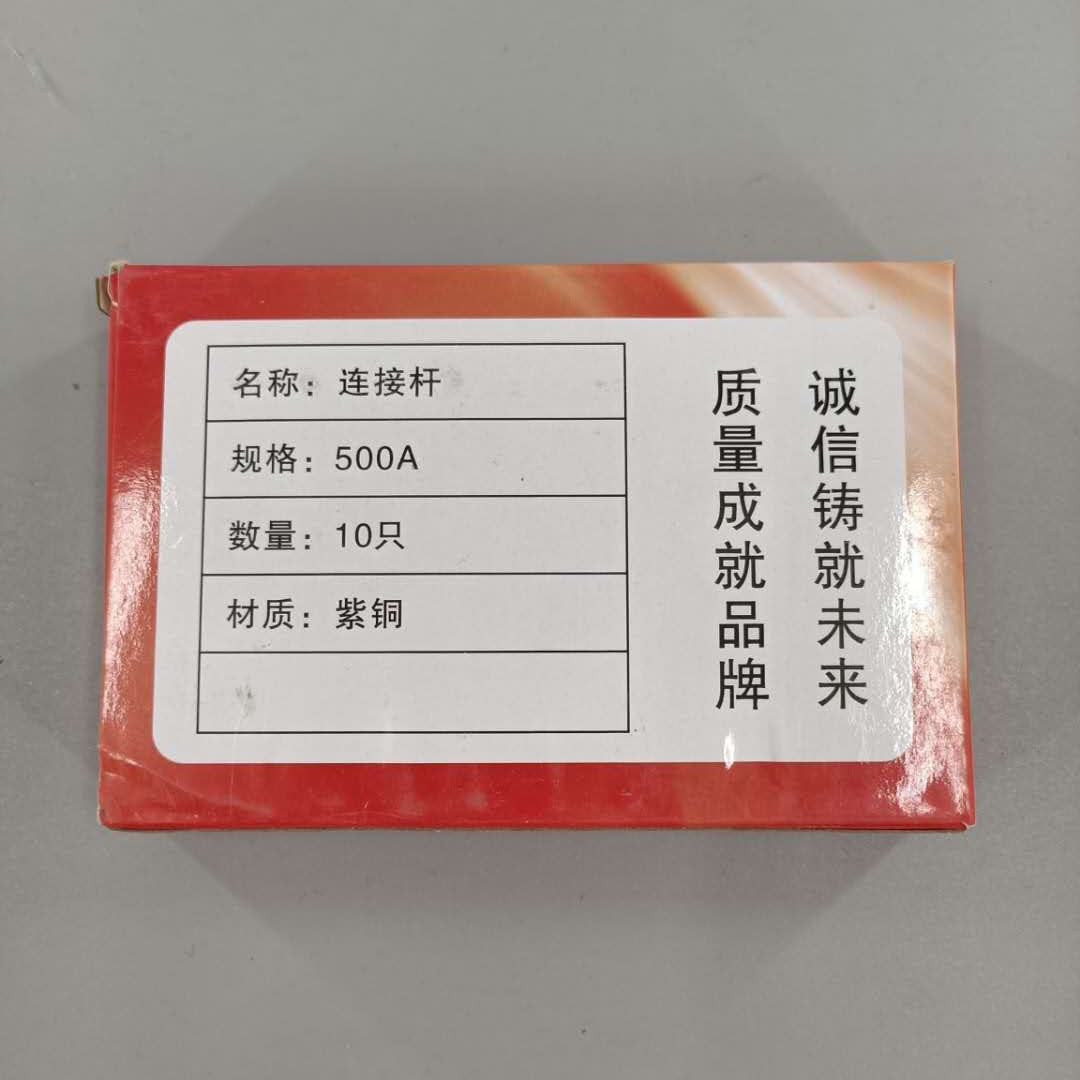 名称：连接杆
规格：500A
数量：10只
材质：紫铜
诚信铸就未来
质量成就品牌